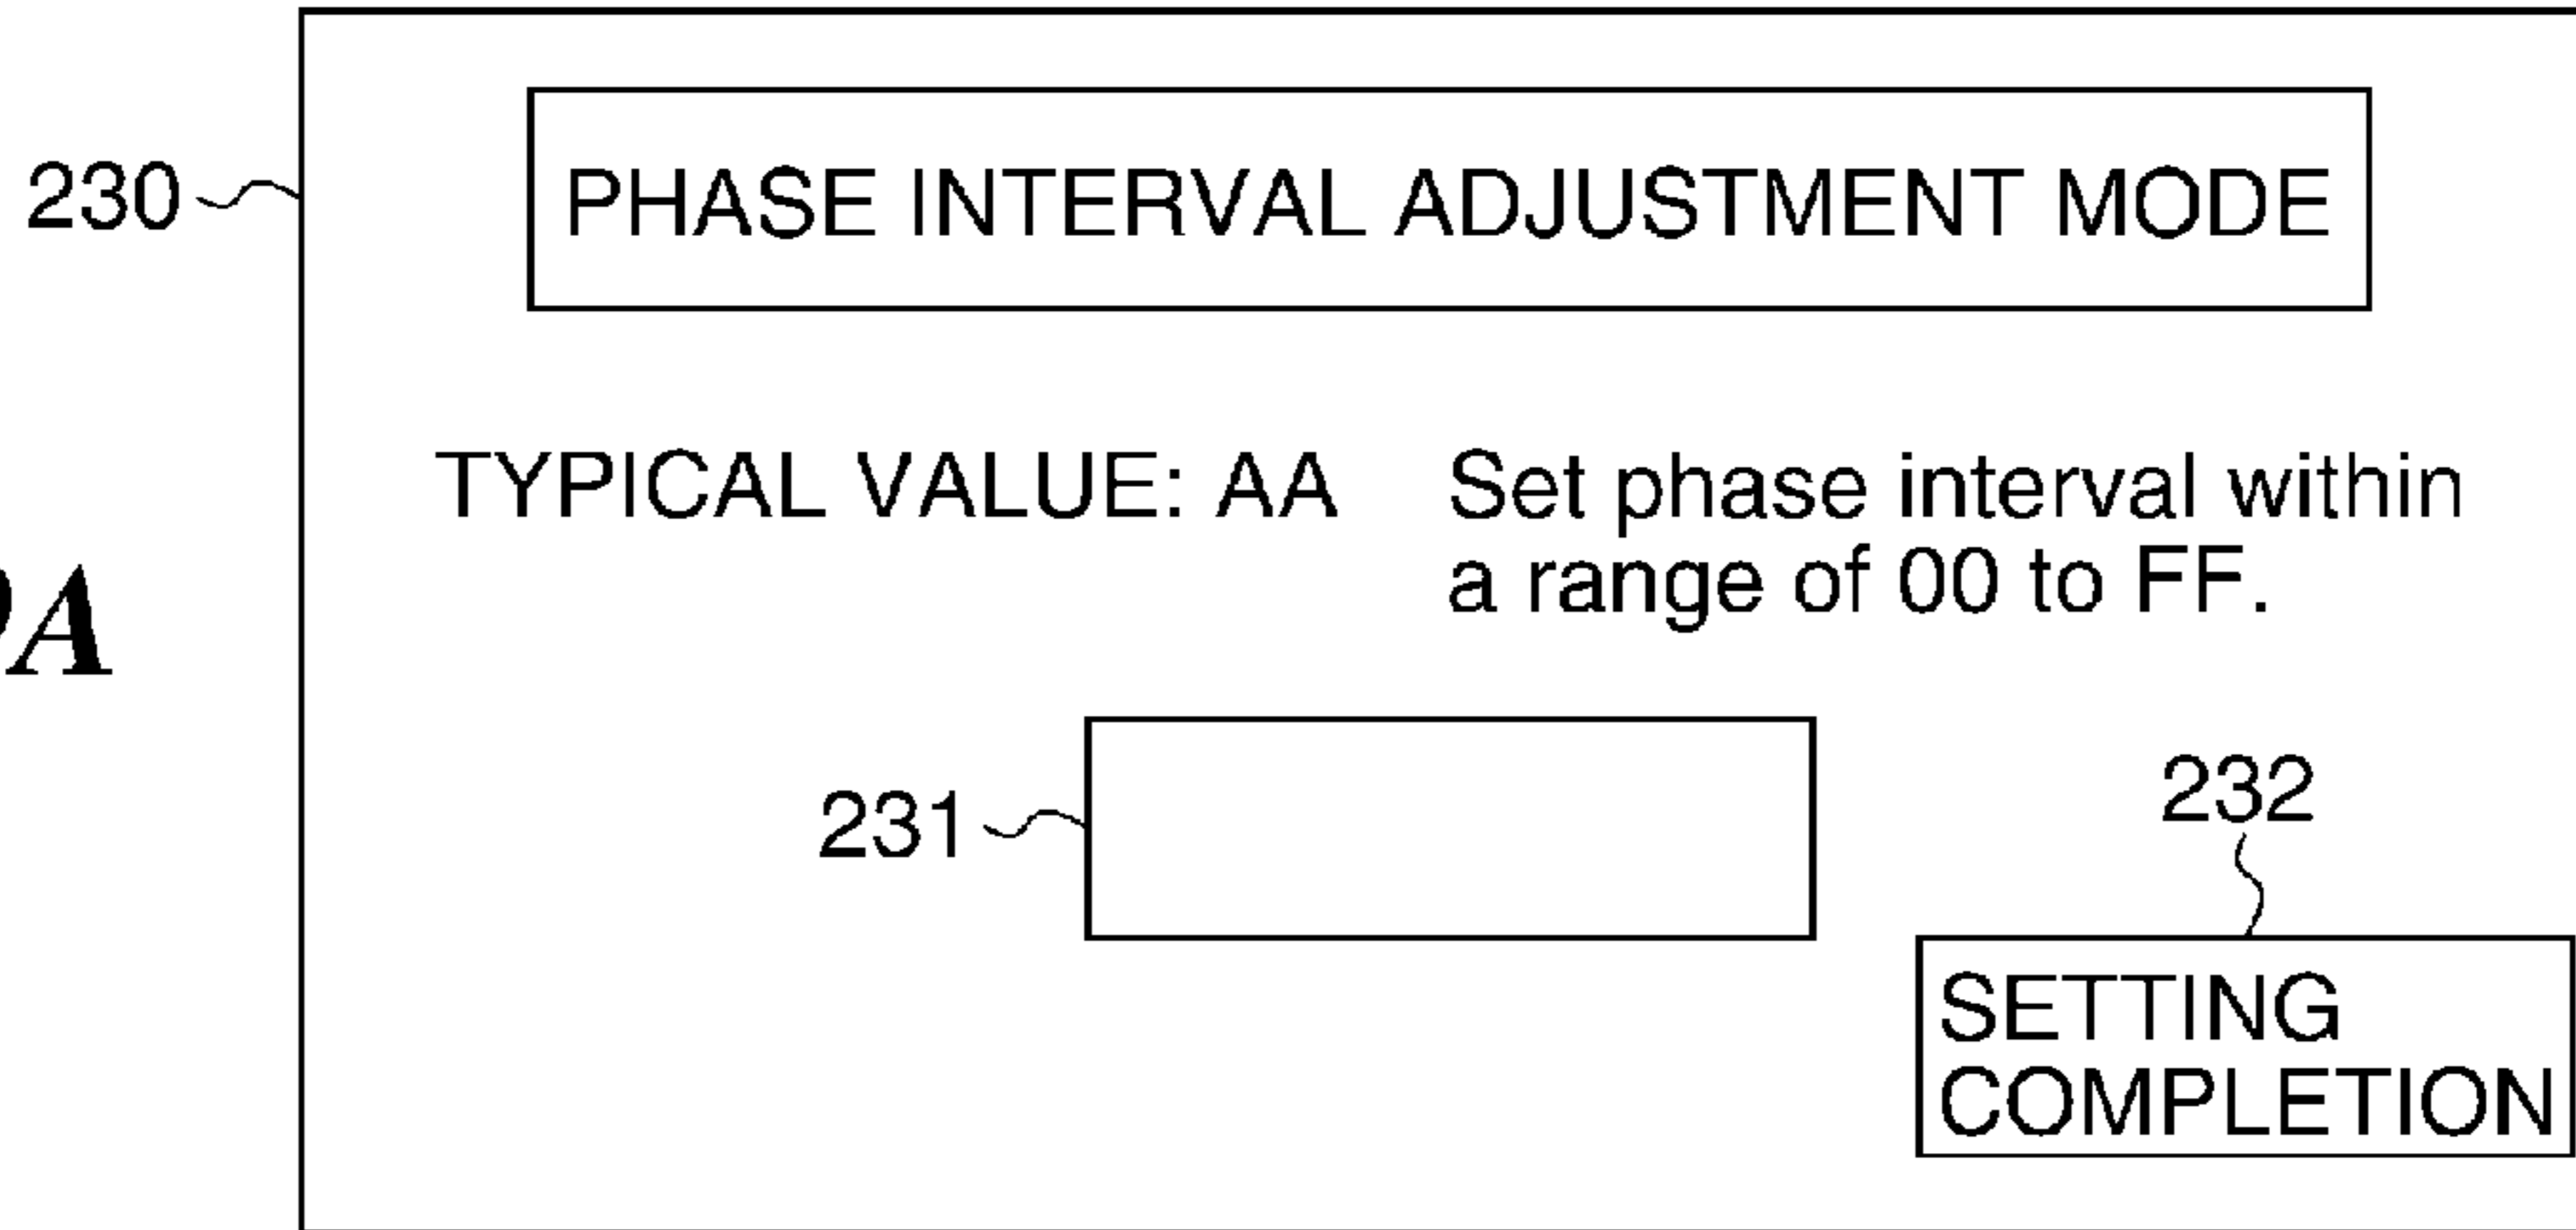 230
PHASE INTERVAL ADJUSTMENT MODE
TYPICAL VALUE: AA
Set phase interval within
a range of 00 to FF.
231
232
SETTING
COMPLETION